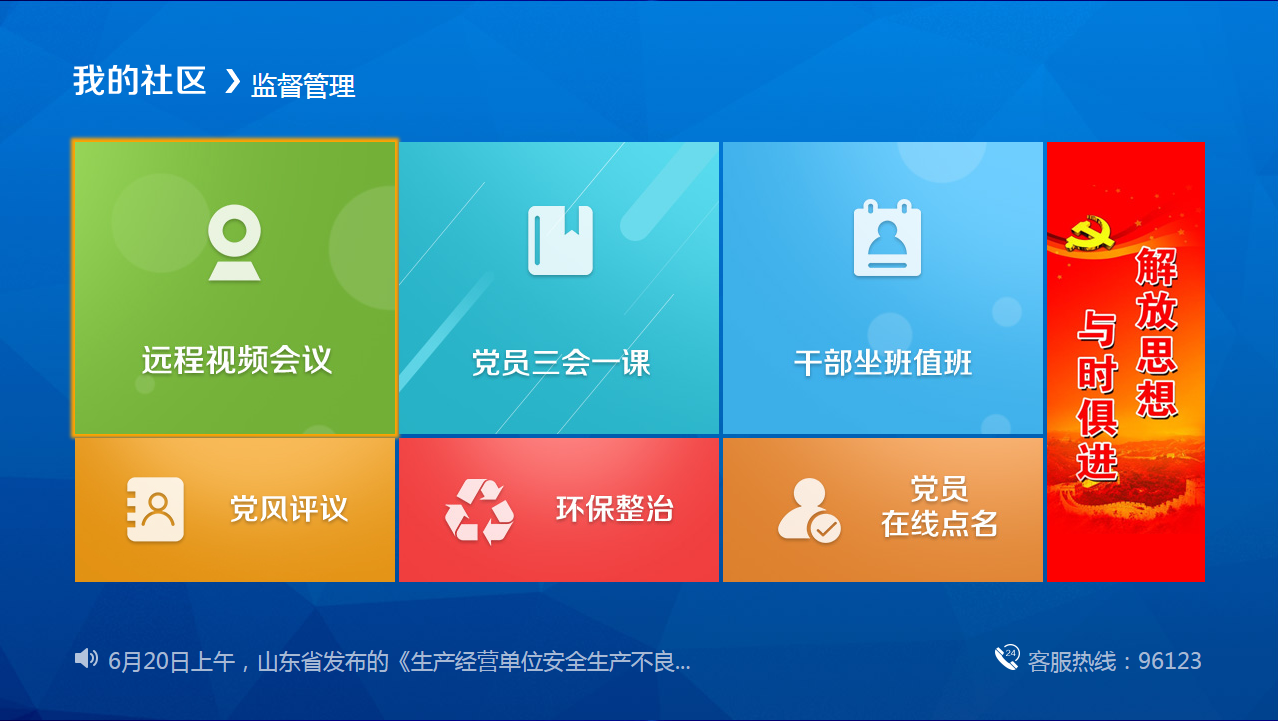 我的社区 ❯ 监督管理
远程视频会议
党员三会一课
干部坐班值班
解放思想
与时俱进
党风评议
环保整治
党员
在线点名
6月20日上午，山东省发布的《生产经营单位安全生产不良...
24
客服热线：96123